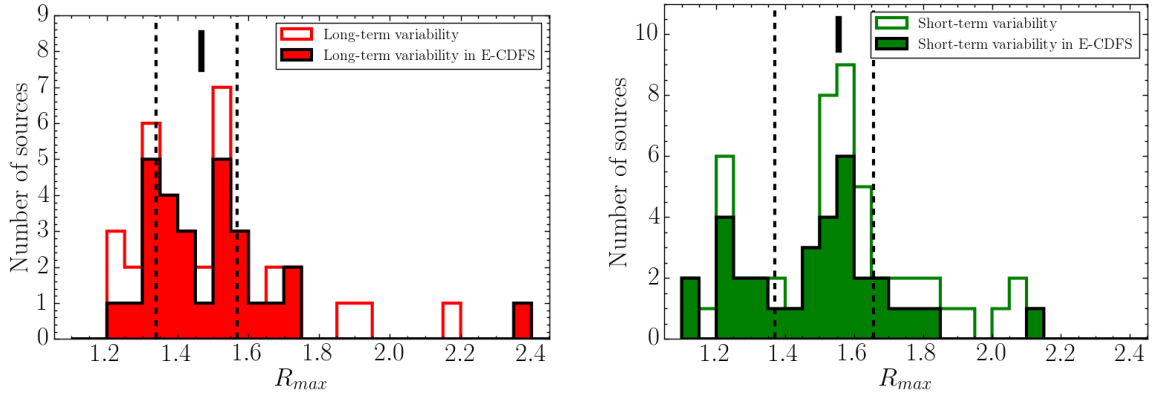 Long-term variability
Long-term variability in E-CDFS
Number of sources
9
8
7
6
5
4
3
2
1
0
1.2 1.4 1.6 1.8 2.0 2.2 2.4
R_max
Short-term variability
Short-term variability in E-CDFS
Number of sources
10
8
6
4
2
0
1.2 1.4 1.6 1.8 2.0 2.2 2.4
R_max